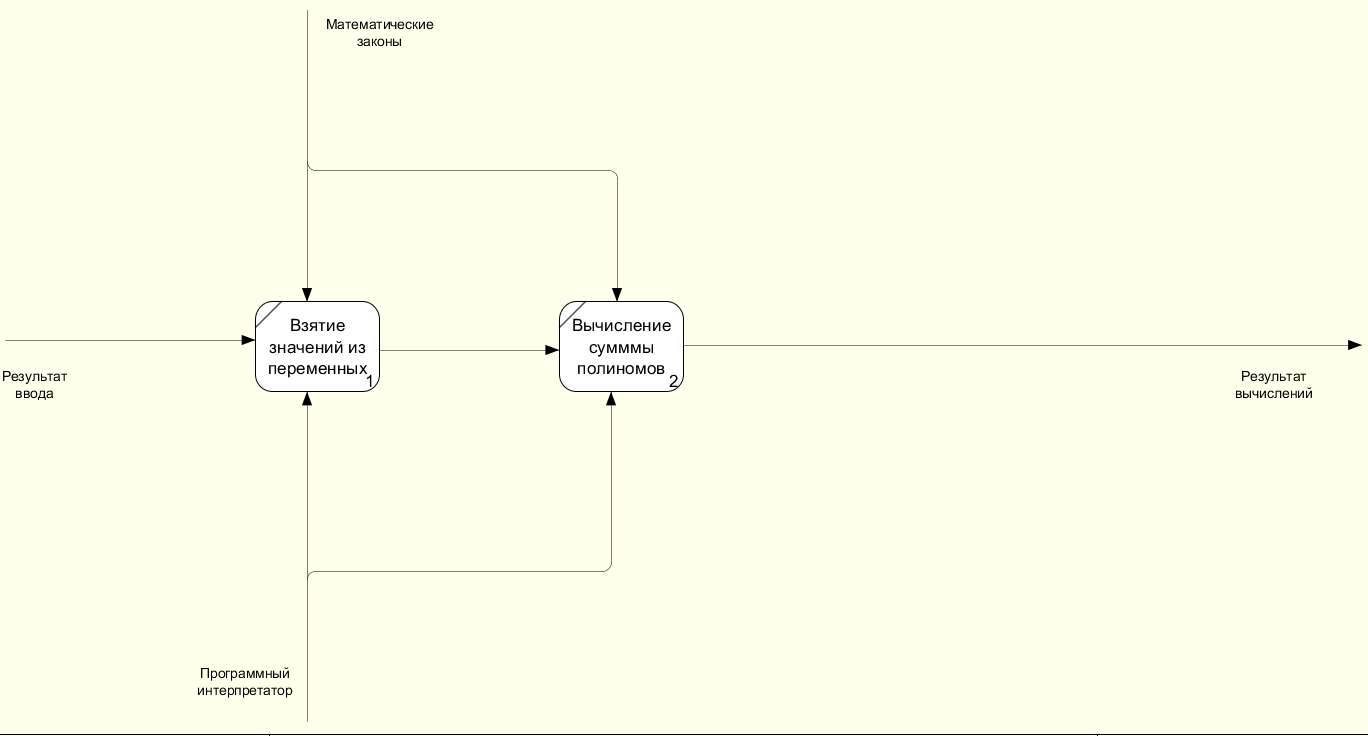 Математические
законы
Взятие
значений из
переменных
1
Вычисление
сумммы
полиномов
2
Результат
ввода
Результат
вычислений
Программный
интерпретатор